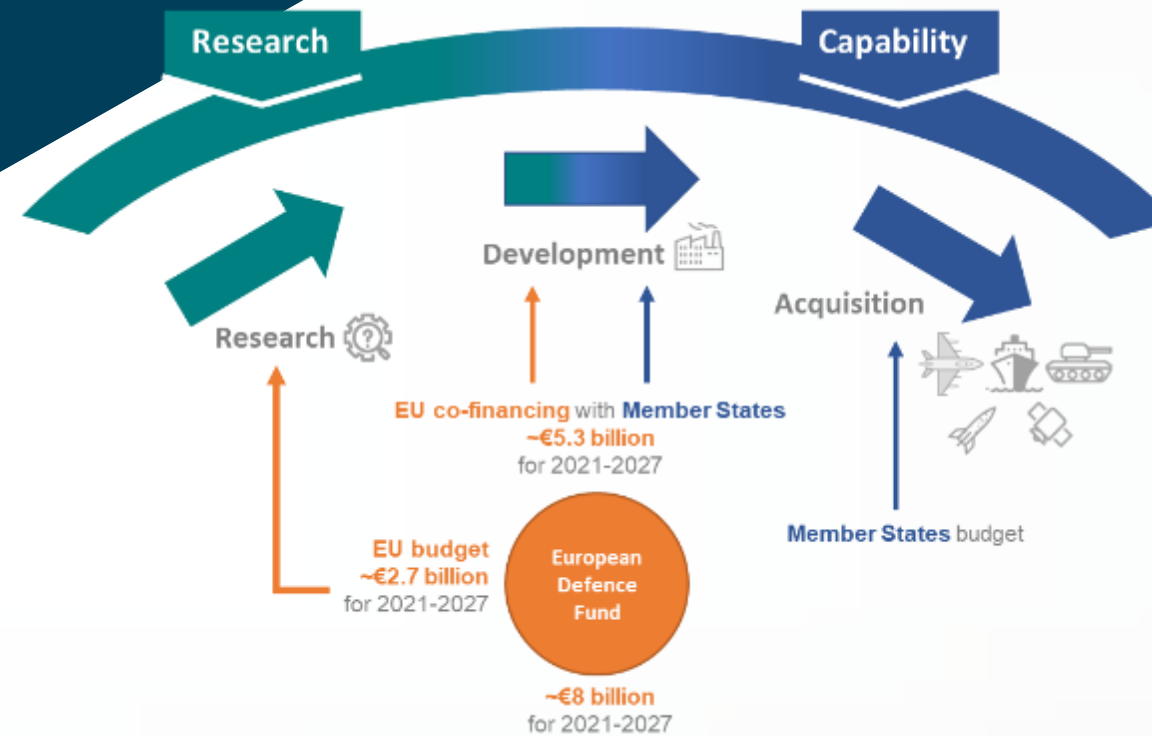 Research
Capability
Development
Research
Acquisition
EU co-financing with Member States
~€5.3 billion
for 2021-2027
Member States budget
EU budget
~€2.7 billion
for 2021-2027
European
Defence
Fund
~€8 billion
for 2021-2027